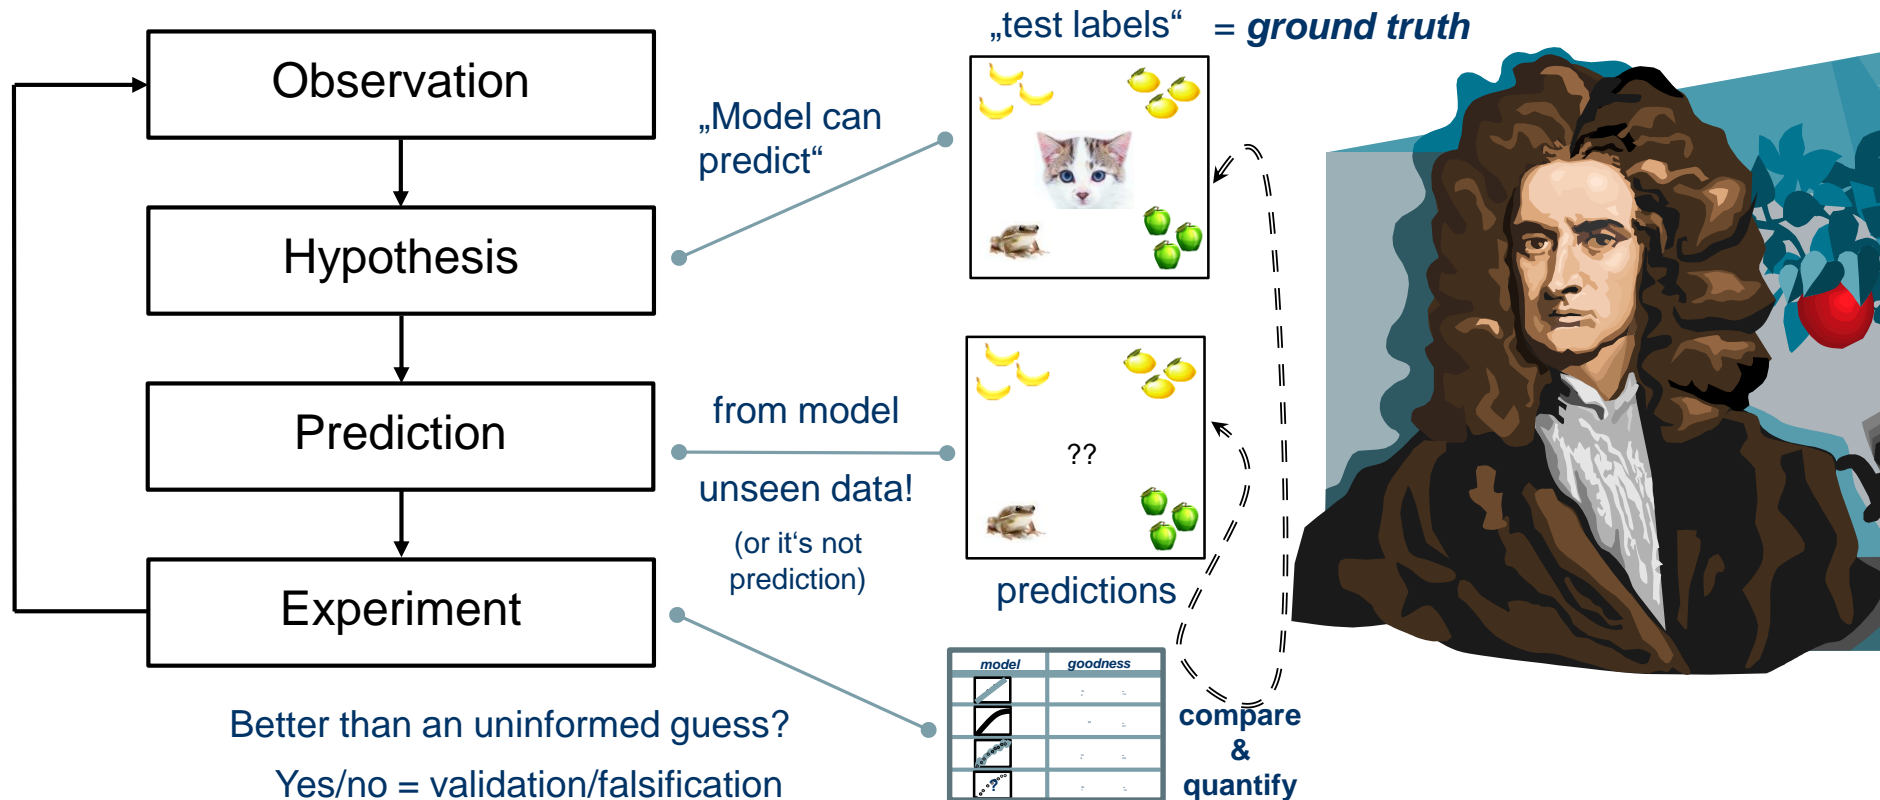 „test labels“ = ground truth
Observation
„Model can
predict“
Hypothesis
from model
Prediction
??
unseen data!
(or it‘s not
prediction)
predictions
Experiment
model goodness
?
compare
&
quantify
Better than an uninformed guess?
Yes/no = validation/falsification